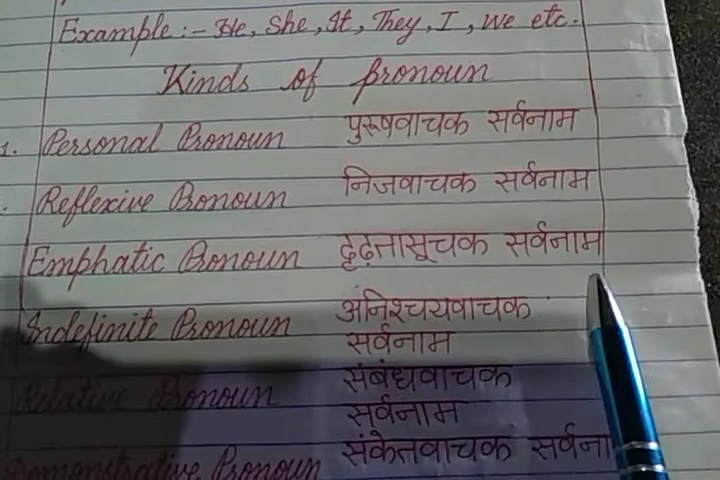 Example :- He, She, It, They, I, We etc.
Kinds of pronoun
1. Personal Pronoun पुरूषवाचक सर्वनाम
Reflexive Pronoun निजवाचक सर्वनाम
Emphatic Pronoun दृढ़तासूचक सर्वनाम
Indefinite Pronoun अनिश्चयवाचक
सर्वनाम
Relative Pronoun संबंधवाचक
सर्वनाम
Demonstrative Pronoun संकेतवाचक सर्वना